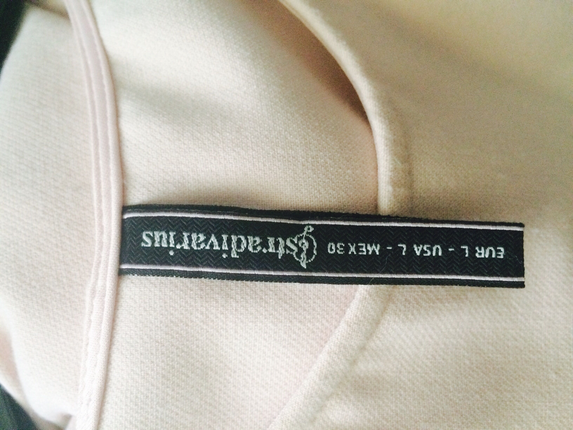 stradivarius
EUR L - USA L - MEX 30